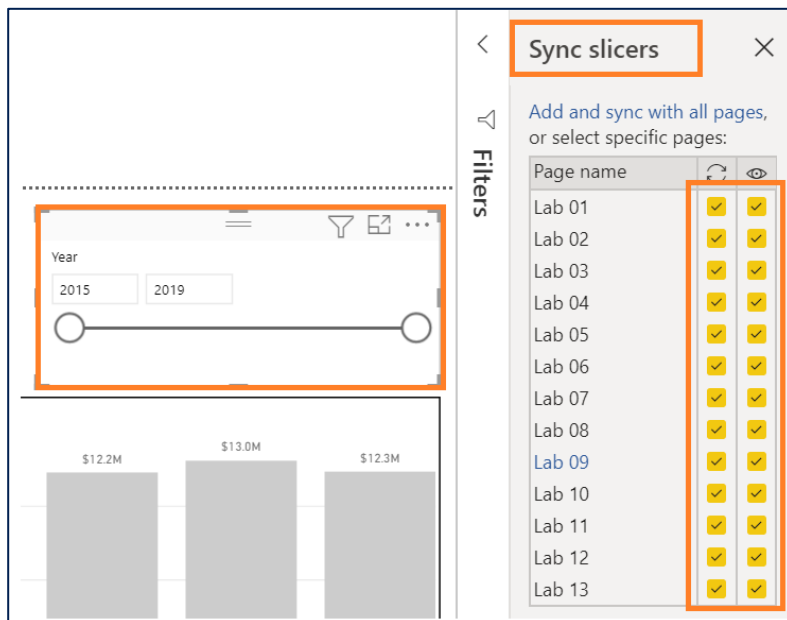 Sync slicers
Add and sync with all pages,
or select specific pages:
Page name
Lab 01
Lab 02
Lab 03
Lab 04
Lab 05
Lab 06
Lab 07
Lab 08
Lab 09
Lab 10
Lab 11
Lab 12
Lab 13
Filters
Year
2015 2019
$12.2M $13.0M $12.3M